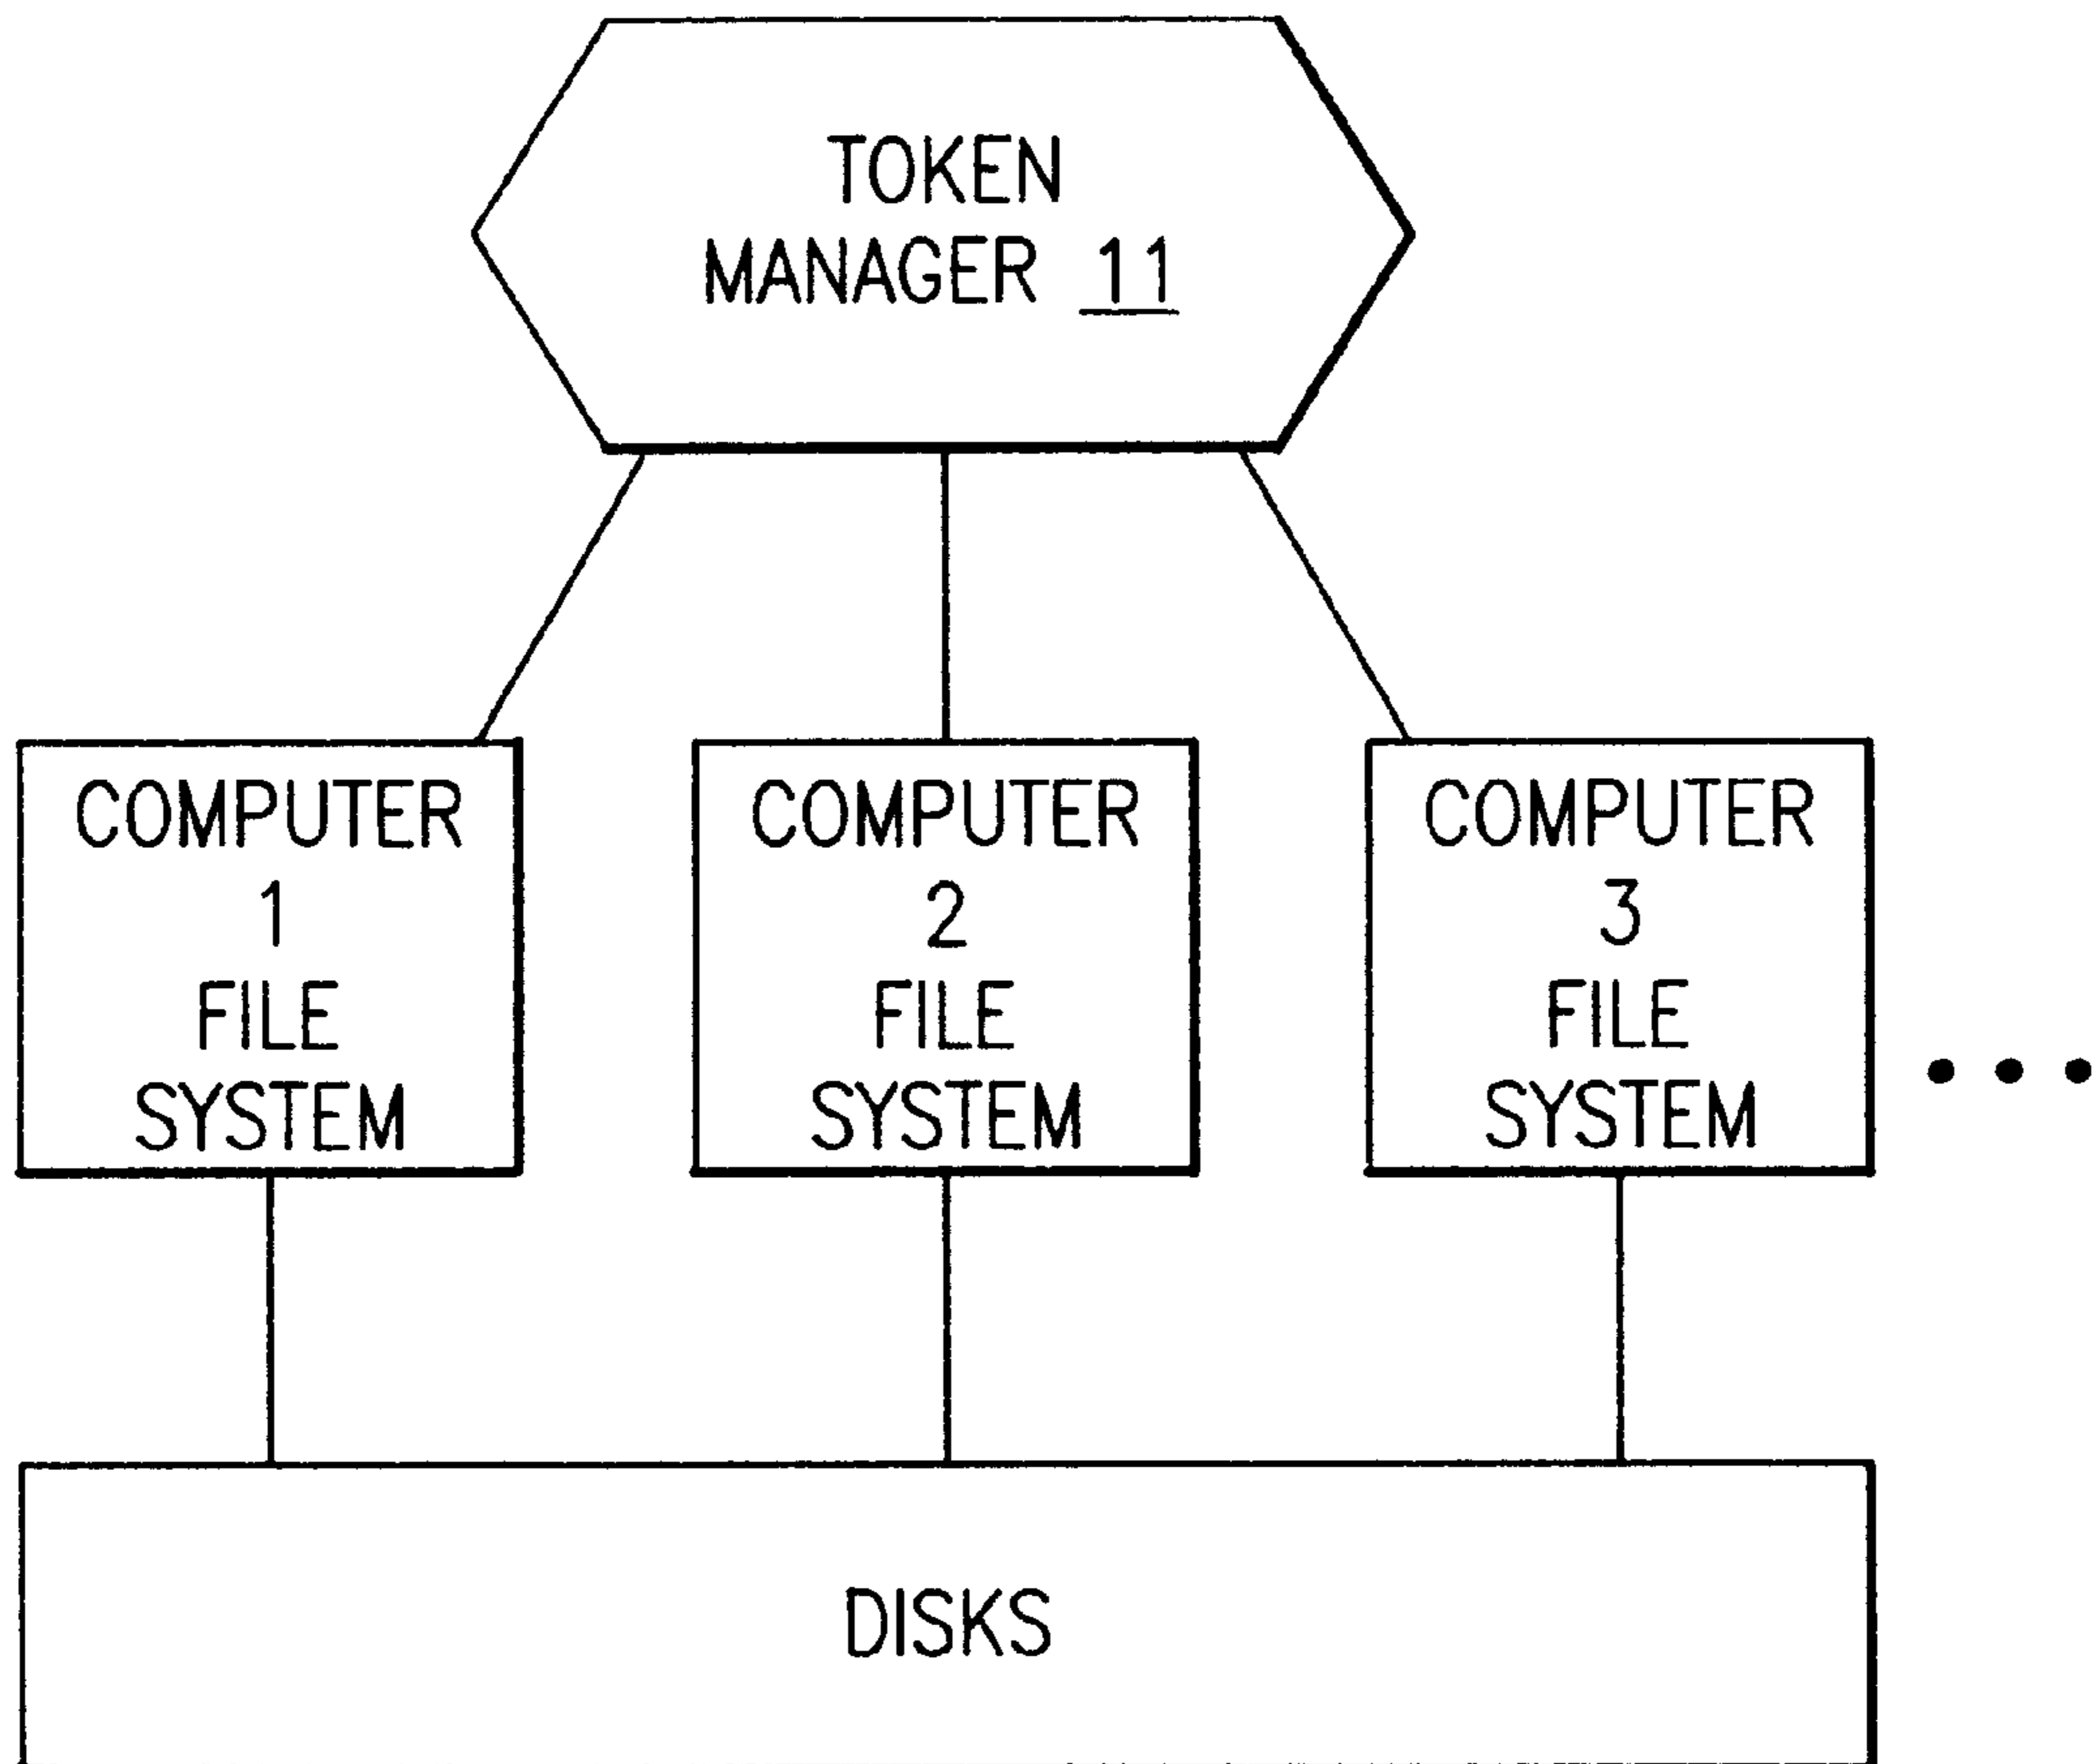 TOKEN
MANAGER 11
COMPUTER
1
FILE
SYSTEM
COMPUTER
2
FILE
SYSTEM
COMPUTER
3
FILE
SYSTEM
DISKS